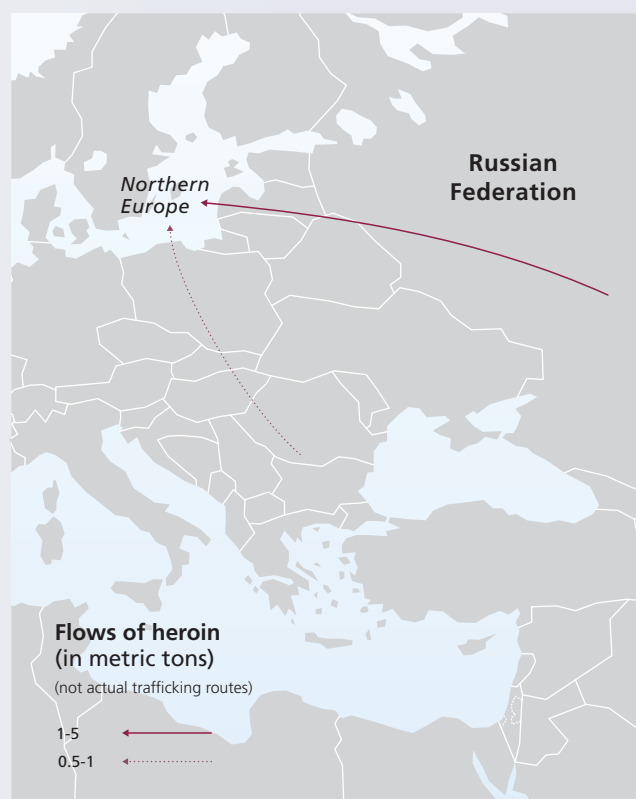 Russian
Federation
Northern
Europe
Flows of heroin
(in metric tons)
(not actual trafficking routes)
1-5
0.5-1